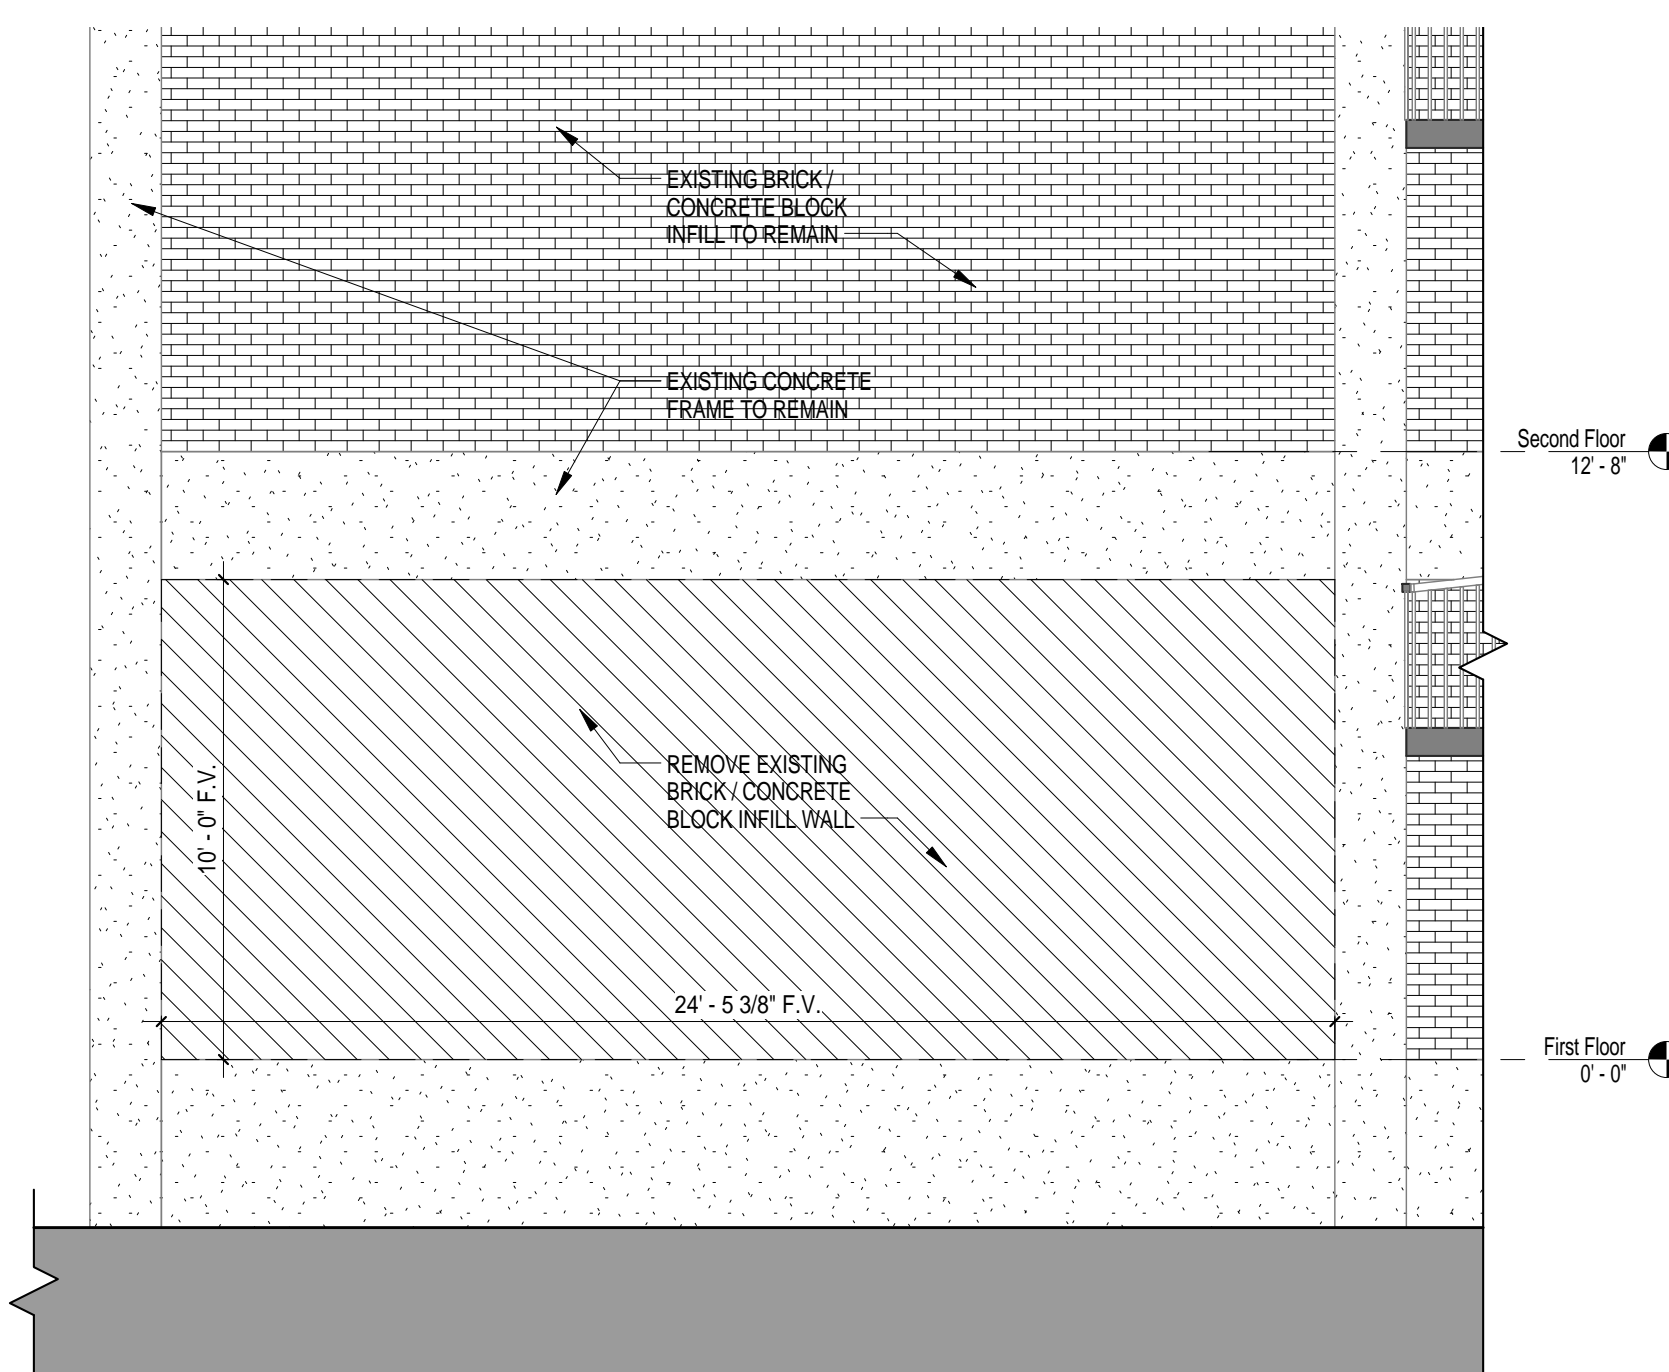 EXISTING BRICK /
CONCRETE BLOCK
INFILL TO REMAIN
EXISTING CONCRETE
FRAME TO REMAIN
Second Floor
12' - 8"
REMOVE EXISTING
BRICK / CONCRETE
BLOCK INFILL WALL
10' - 0" F.V.
24' - 5 3/8" F.V.
First Floor
0' - 0"